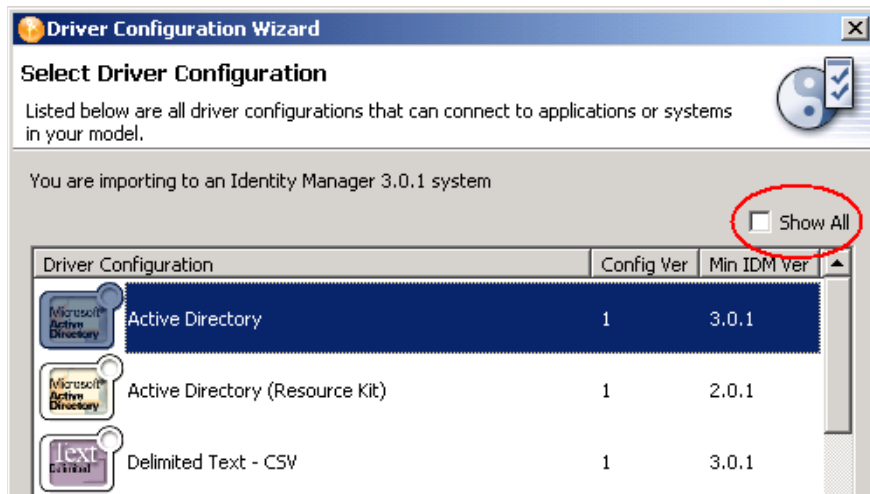 Driver Configuration Wizard
Select Driver Configuration
Listed below are all driver configurations that can connect to applications or systems
in your model.
You are importing to an Identity Manager 3.0.1 system
Show All
Driver Configuration Config Ver Min IDM Ver
Microsoft
Active
Directory
Active Directory 1 3.0.1
Microsoft
Active
Directory
Active Directory (Resource Kit) 1 2.0.1
Text
Delimited
Delimited Text - CSV 1 3.0.1